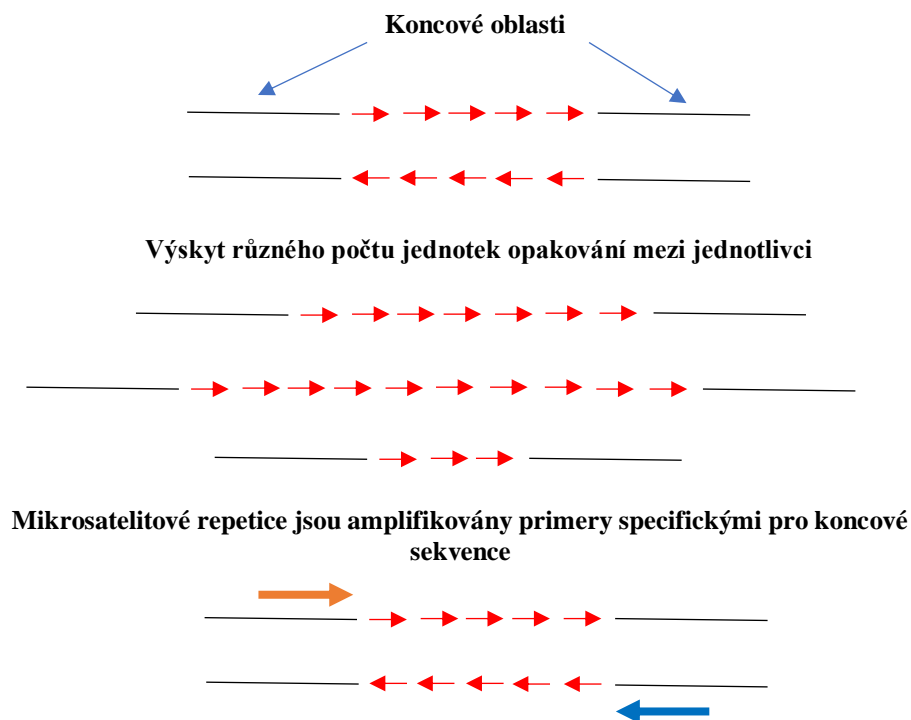 Koncové oblasti
Výskyt různého počtu jednotek opakování mezi jednotlivci
Mikrosatelitové repetice jsou amplifikovány primery specifickými pro koncové
sekvence